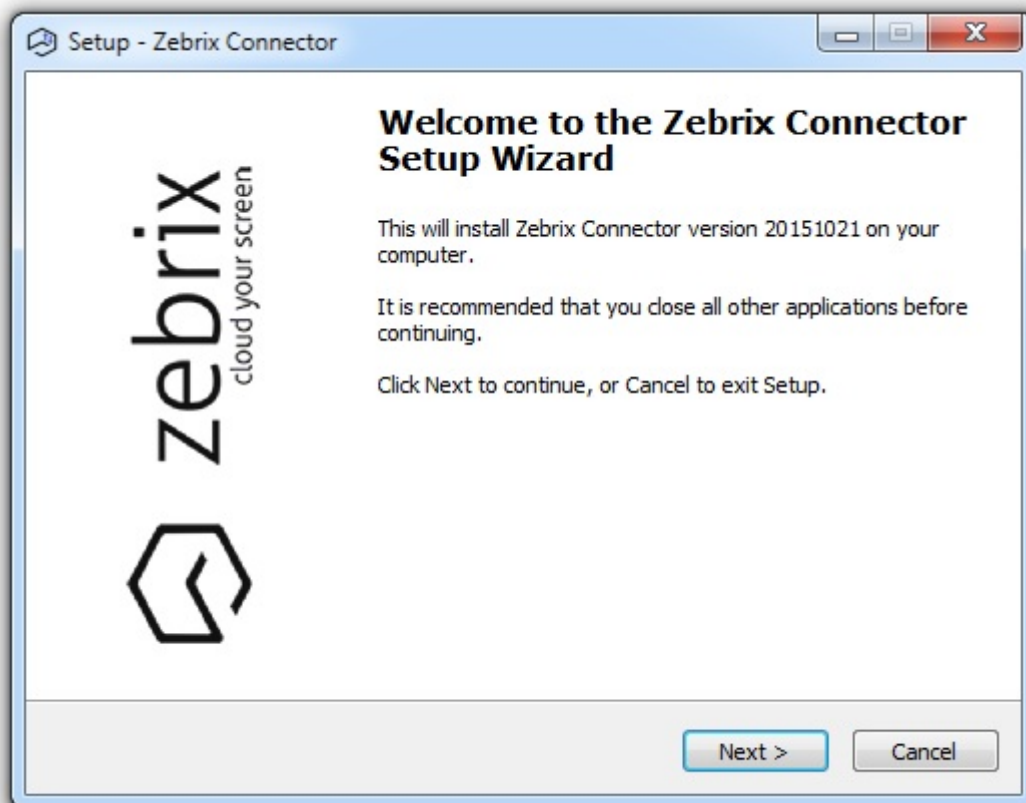 Setup - Zebrix Connector
zebrix
cloud your screen
Welcome to the Zebrix Connector
Setup Wizard
This will install Zebrix Connector version 20151021 on your
computer.
It is recommended that you close all other applications before
continuing.
Click Next to continue, or Cancel to exit Setup.
Next >
Cancel